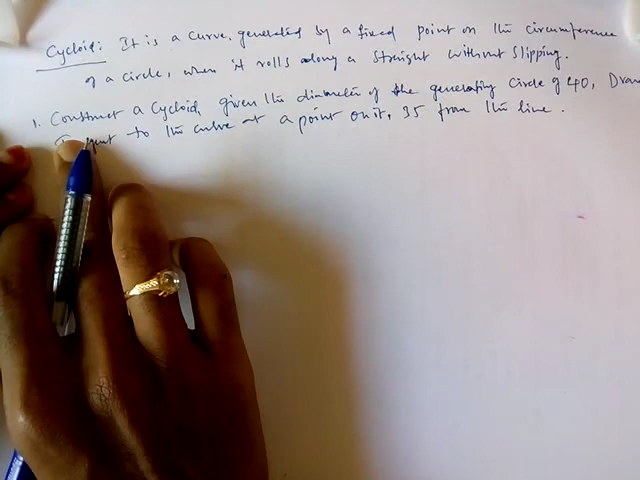 Cycloid: It is a curve, generated by a fixed point on the circumference
of a circle, when it rolls along a straight without slipping.
1. Construct a cycloid, given the diameter of the generating circle of 40, Draw
to the curve at a point on it, 35 from the line.